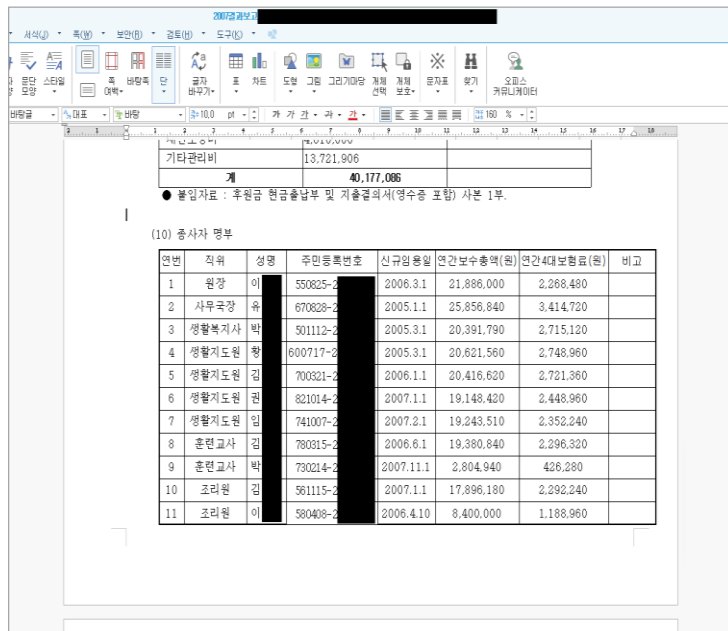 2007결과보고
서식(J) 쪽(W) 보안(R) 검토(H) 도구(K)
문단 모양 스타일 쪽 여백 바탕쪽 단 글자 바꾸기 표 차트 도형 그림 그리기마당 개체 선택 개체 보호 문자표 찾기 오피스 커뮤니케이터
바탕글 대표 바탕 10.0 pt 가 가 가 가 가 160 %
기타관리비 13,721,906
계 40,177,086
● 붙임자료 : 후원금 현금출납부 및 지출결의서(영수증 포함) 사본 1부.
(10) 종사자 명부
연번 직위 성명 주민등록번호 신규임용일 연간보수총액(원) 연간4대보험료(원) 비고
1 원장 이 550825-2 2006.3.1 21,886,000 2,268,480
2 사무국장 유 670828-2 2005.1.1 25,856,840 3,414,720
3 생활복지사 박 501112-2 2005.3.1 20,391,790 2,715,120
4 생활지도원 황 600717-2 2005.3.1 20,621,560 2,748,960
5 생활지도원 김 700321-2 2006.1.1 20,416,620 2,721,360
6 생활지도원 권 821014-2 2007.1.1 19,148,420 2,448,960
7 생활지도원 임 741007-2 2007.2.1 19,243,510 2,352,240
8 훈련교사 김 780315-2 2006.6.1 19,380,840 2,296,320
9 훈련교사 박 730214-2 2007.11.1 2,804,940 426,280
10 조리원 김 561115-2 2007.1.1 17,896,180 2,292,240
11 조리원 이 580408-2 2006.4.10 8,400,000 1,188,960